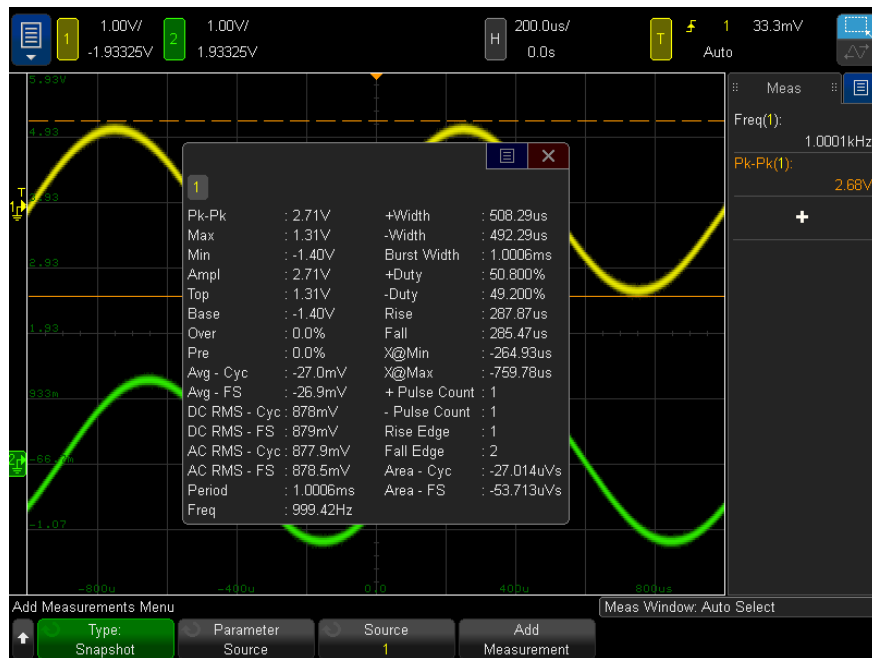 1 1.00V/ 2 1.00V/ H 200.0us/ T 1 33.3mV
-1.93325V 1.93325V 0.0s Auto
5.93V
Meas
4.93
Freq(1):
1.0001kHz
Pk-Pk(1):
2.68V
1
T
3.93
1
Pk-Pk : 2.71V +Width : 508.29us
Max : 1.31V -Width : 492.29us
Min : -1.40V Burst Width : 1.0006ms
2.93
Ampl : 2.71V +Duty : 50.800%
Top : 1.31V -Duty : 49.200%
Base : -1.40V Rise : 287.87us
1.93
Over : 0.0% Fall : 285.47us
Pre : 0.0% X@Min : -264.93us
Avg - Cyc : -27.0mV X@Max : -759.78us
933m
Avg - FS : -26.9mV + Pulse Count : 1
DC RMS - Cyc : 878mV - Pulse Count : 1
DC RMS - FS : 879mV Rise Edge : 1
AC RMS - Cyc : 877.9mV Fall Edge : 2
2
AC RMS - FS : 878.5mV Area - Cyc : -27.014uVs
Period : 1.0006ms Area - FS : -53.713uVs
Freq : 999.42Hz
-1.07
-800u -400u 0.0 400u 800us
Add Measurements Menu Meas Window: Auto Select
Type: Parameter Source Add
Snapshot Source 1 Measurement